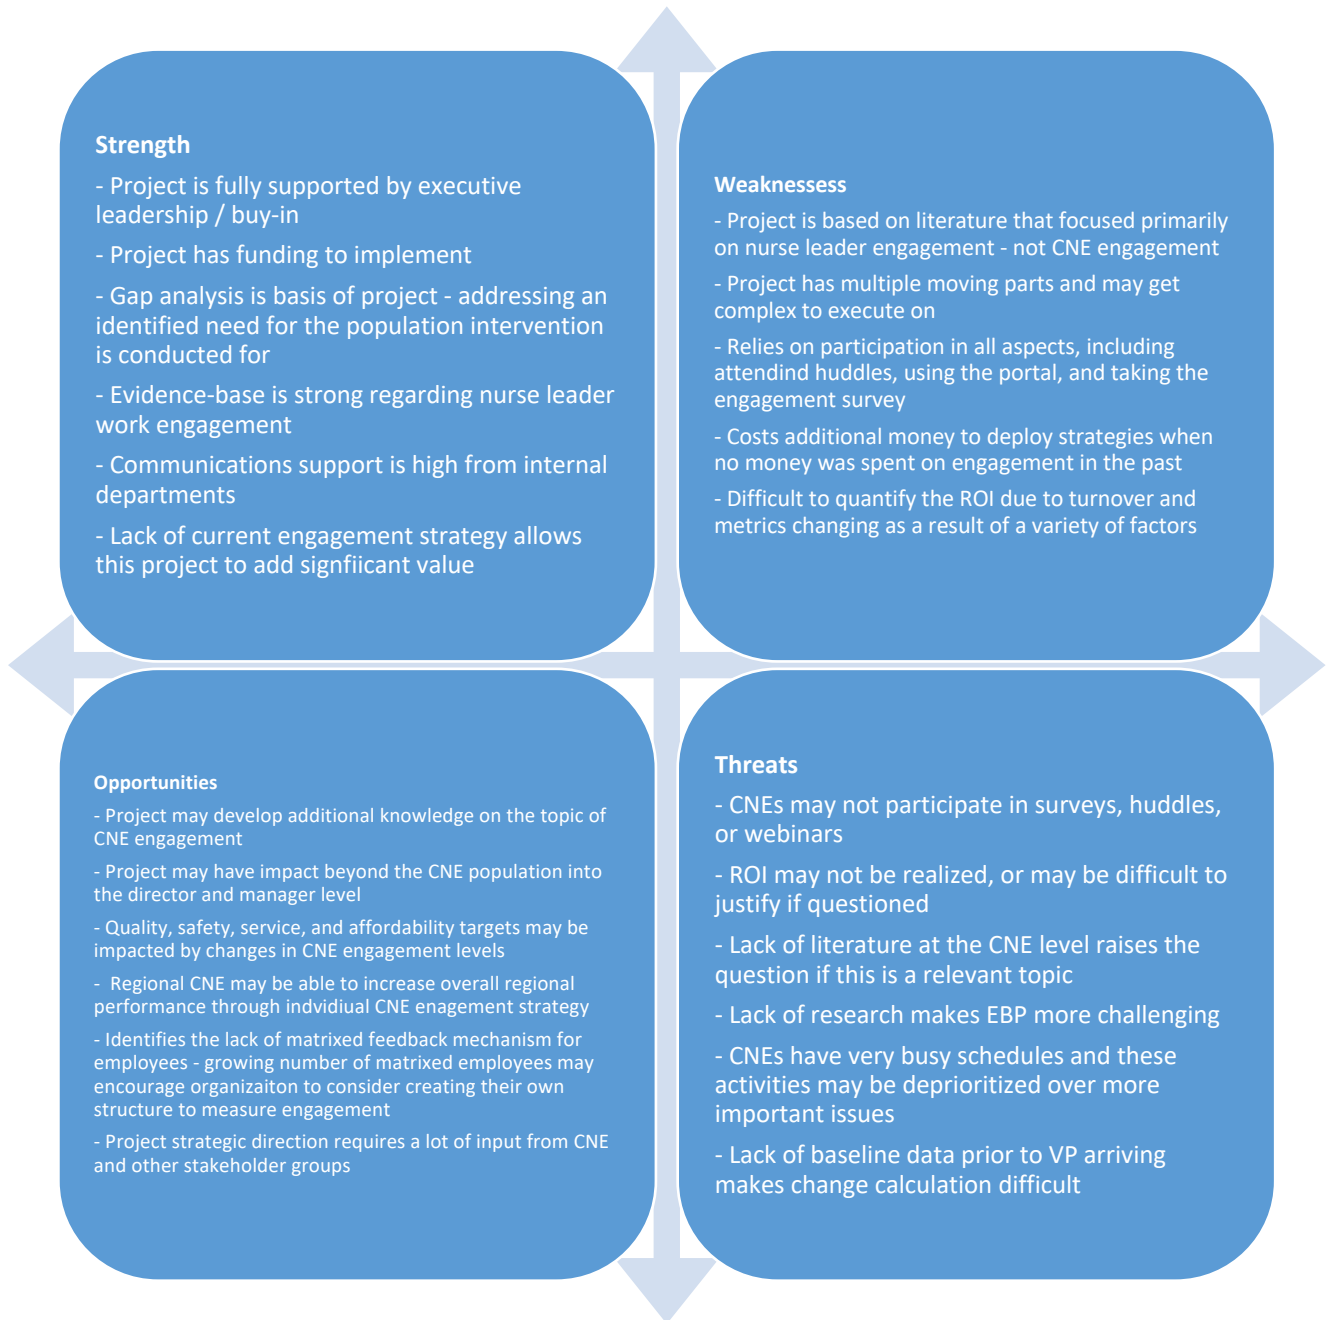 Strength
- Project is fully supported by executive
leadership / buy-in
- Project has funding to implement
- Gap analysis is basis of project - addressing an
identified need for the population intervention
is conducted for
- Evidence-base is strong regarding nurse leader
work engagement
- Communications support is high from internal
departments
- Lack of current engagement strategy allows
this project to add signfiicant value
Weaknessess
- Project is based on literature that focused primarily
on nurse leader engagement - not CNE engagement
- Project has multiple moving parts and may get
complex to execute on
- Relies on participation in all aspects, including
attendind huddles, using the portal, and taking the
engagement survey
- Costs additional money to deploy strategies when
no money was spent on engagement in the past
- Difficult to quantify the ROI due to turnover and
metrics changing as a result of a variety of factors
Opportunities
- Project may develop additional knowledge on the topic of
CNE engagement
- Project may have impact beyond the CNE population into
the director and manager level
- Quality, safety, service, and affordability targets may be
impacted by changes in CNE engagement levels
- Regional CNE may be able to increase overall regional
performance through indvidiual CNE enagement strategy
- Identifies the lack of matrixed feedback mechanism for
employees - growing number of matrixed employees may
encourage organizaiton to consider creating their own
structure to measure engagement
- Project strategic direction requires a lot of input from CNE
and other stakeholder groups
Threats
- CNEs may not participate in surveys, huddles,
or webinars
- ROI may not be realized, or may be difficult to
justify if questioned
- Lack of literature at the CNE level raises the
question if this is a relevant topic
- Lack of research makes EBP more challenging
- CNEs have very busy schedules and these
activities may be deprioritized over more
important issues
- Lack of baseline data prior to VP arriving
makes change calculation difficult